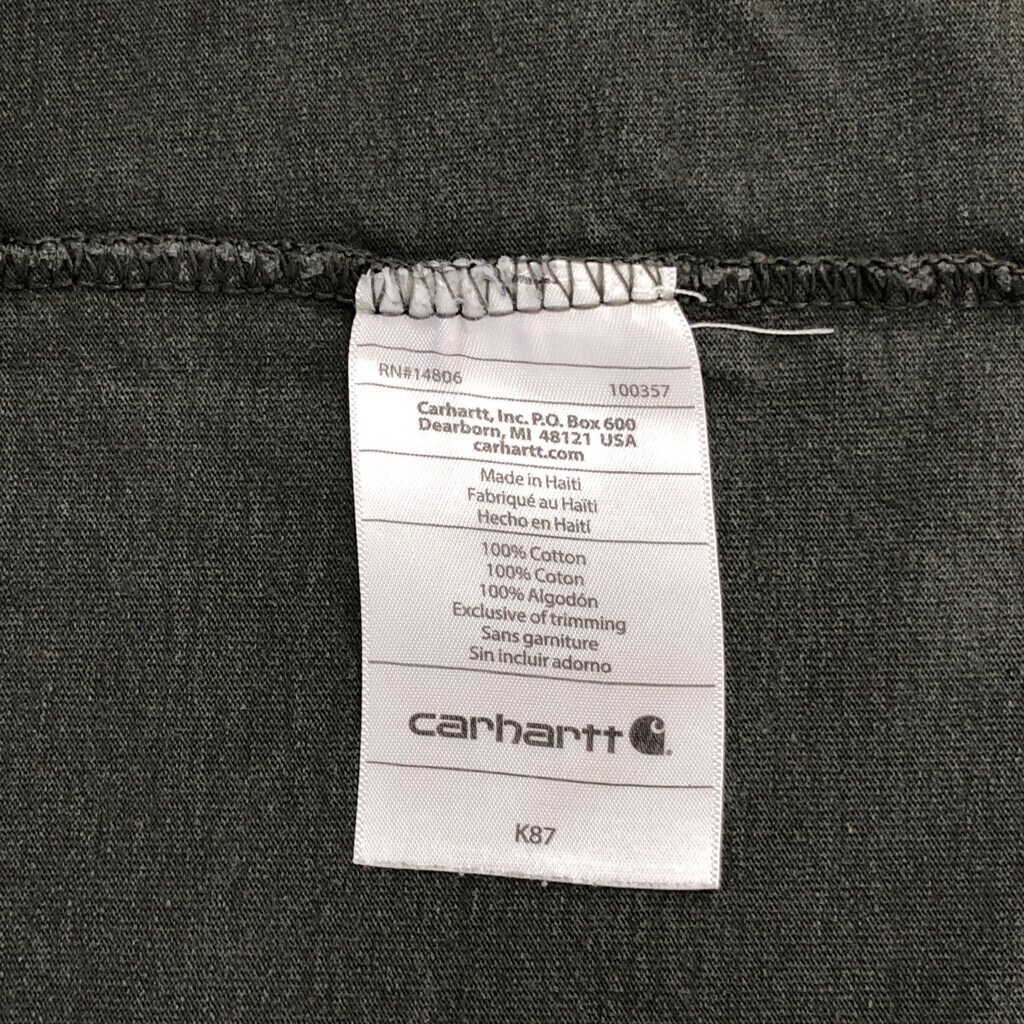 RN#14806 100357
Carhartt, Inc. P.O. Box 600
Dearborn, MI 48121 USA
carhartt.com
Made in Haiti
Fabriqué au Haïti
Hecho en Haití
100% Cotton
100% Coton
100% Algodón
Exclusive of trimming
Sans garniture
Sin incluir adorno
carhartt
K87